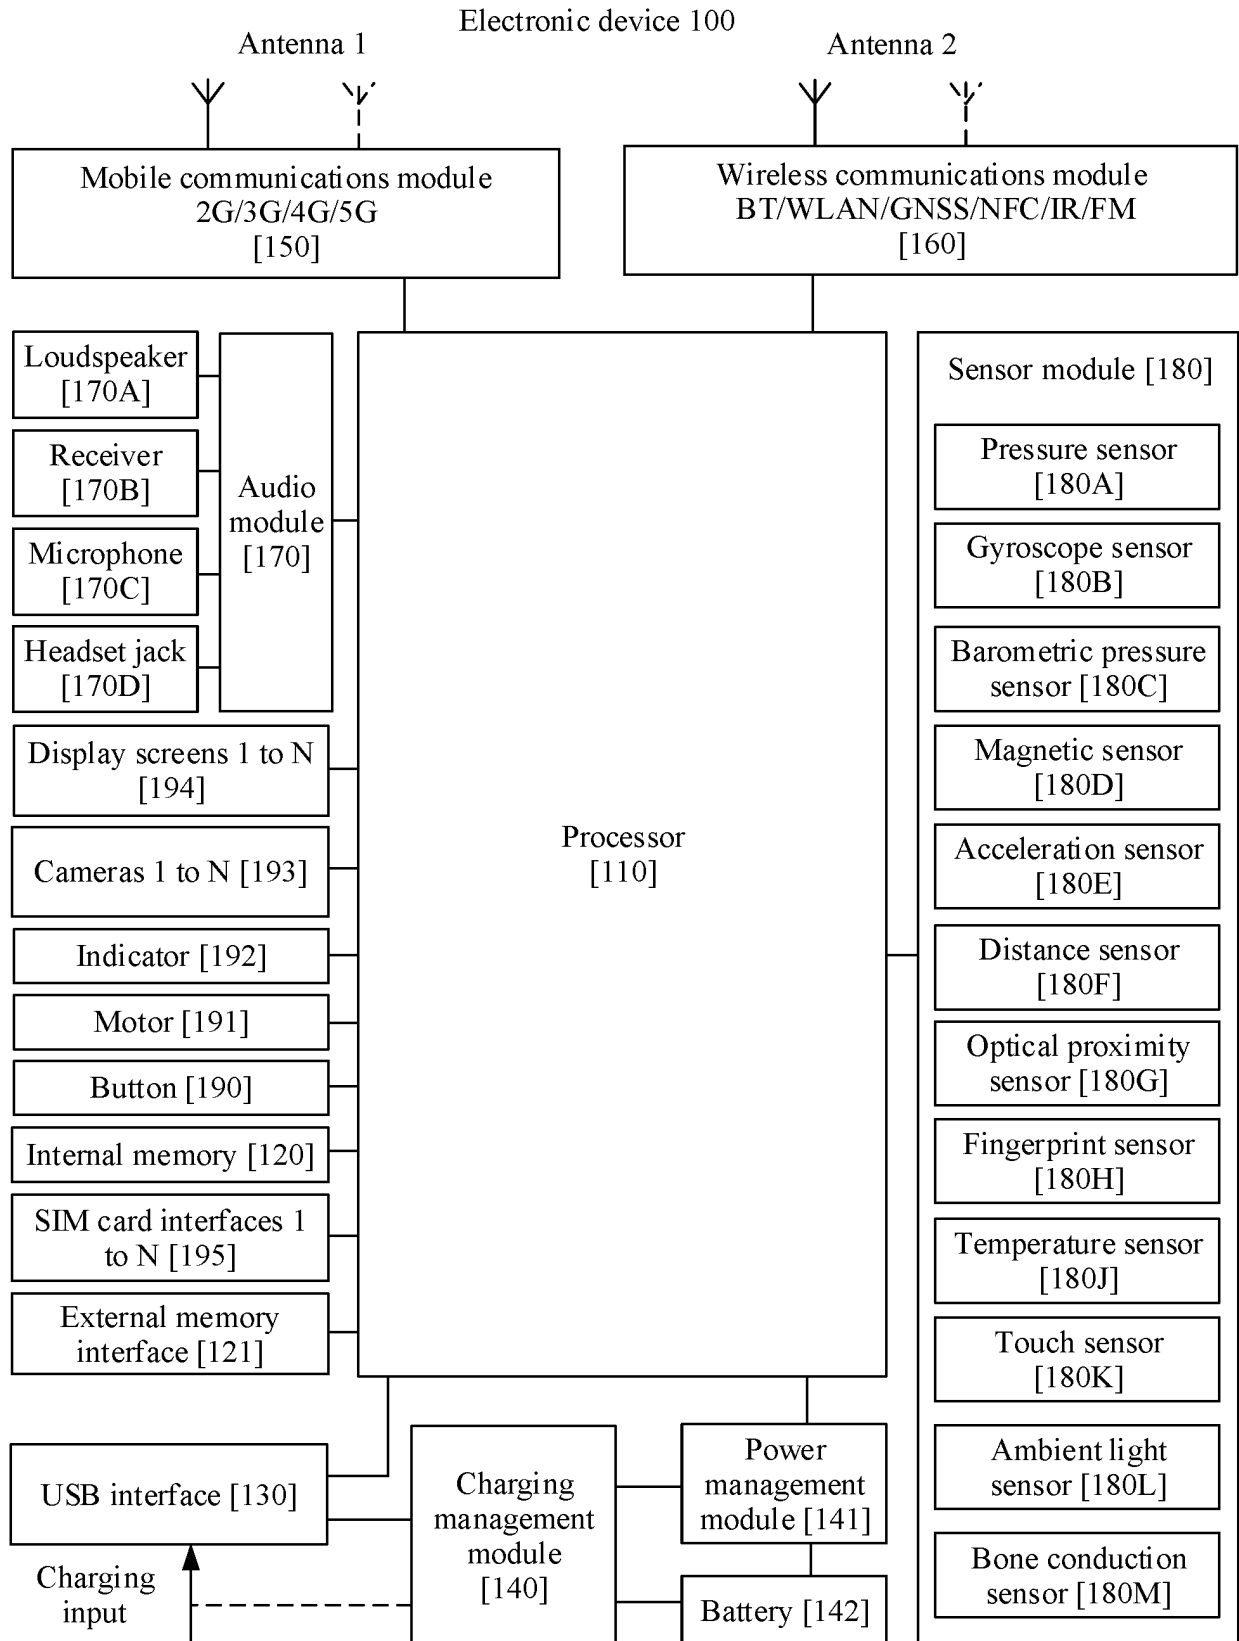 Electronic device 100
Antenna 1
Antenna 2
Mobile communications module
2G/3G/4G/5G
[150]
Wireless communications module
BT/WLAN/GNSS/NFC/IR/FM
[160]
Loudspeaker
[170A]
Receiver
[170B]
Microphone
[170C]
Headset jack
[170D]
Audio
module
[170]
Display screens 1 to N
[194]
Cameras 1 to N [193]
Indicator [192]
Motor [191]
Button [190]
Internal memory [120]
SIM card interfaces 1
to N [195]
External memory
interface [121]
Processor
[110]
Sensor module [180]
Pressure sensor
[180A]
Gyroscope sensor
[180B]
Barometric pressure
sensor [180C]
Magnetic sensor
[180D]
Acceleration sensor
[180E]
Distance sensor
[180F]
Optical proximity
sensor [180G]
Fingerprint sensor
[180H]
Temperature sensor
[180J]
Touch sensor
[180K]
Ambient light
sensor [180L]
Bone conduction
sensor [180M]
USB interface [130]
Charging
input
Charging
management
module
[140]
Power
management
module [141]
Battery [142]